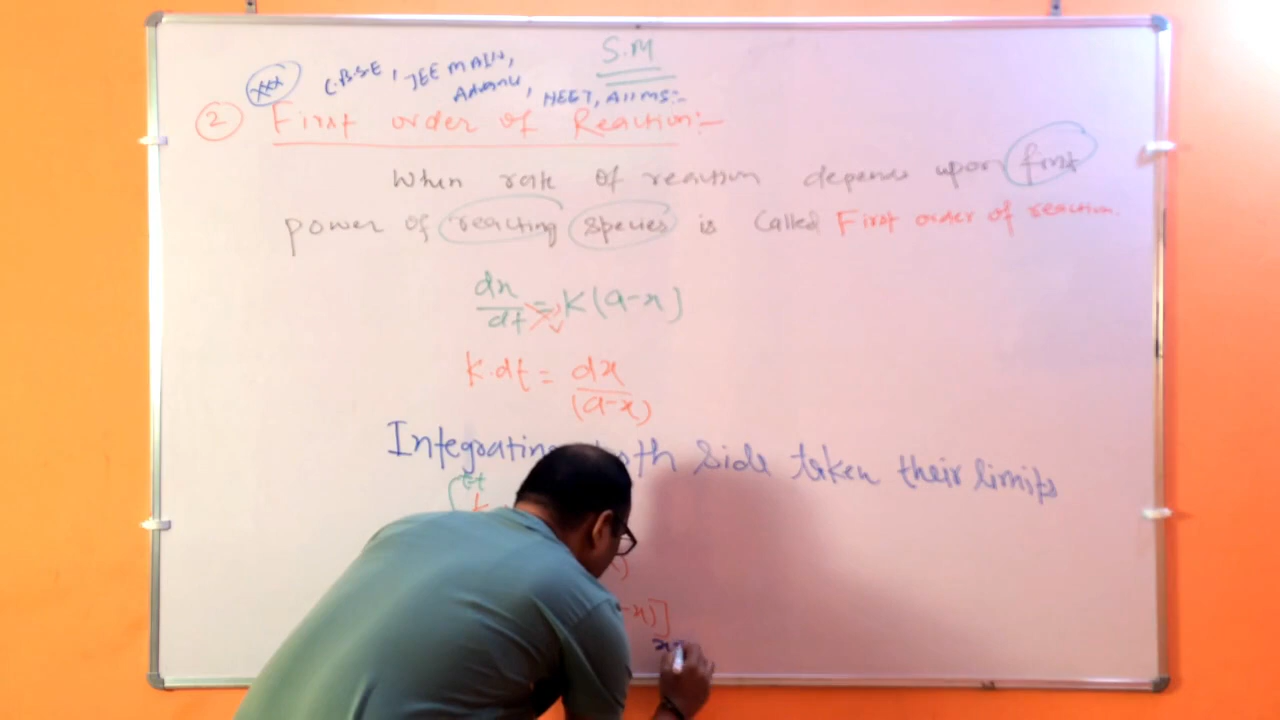 S.M
xxx CBSE, JEE MAIN,
Advance, NEET, AIIMS:-
② First order of Reaction:-
When rate of reaction depends upon first
power of reacting species is called First order of reaction.
dx/dt = K(a-x)
K.dt = dx/(a-x)
Integrating both side taken their limits
-x)]